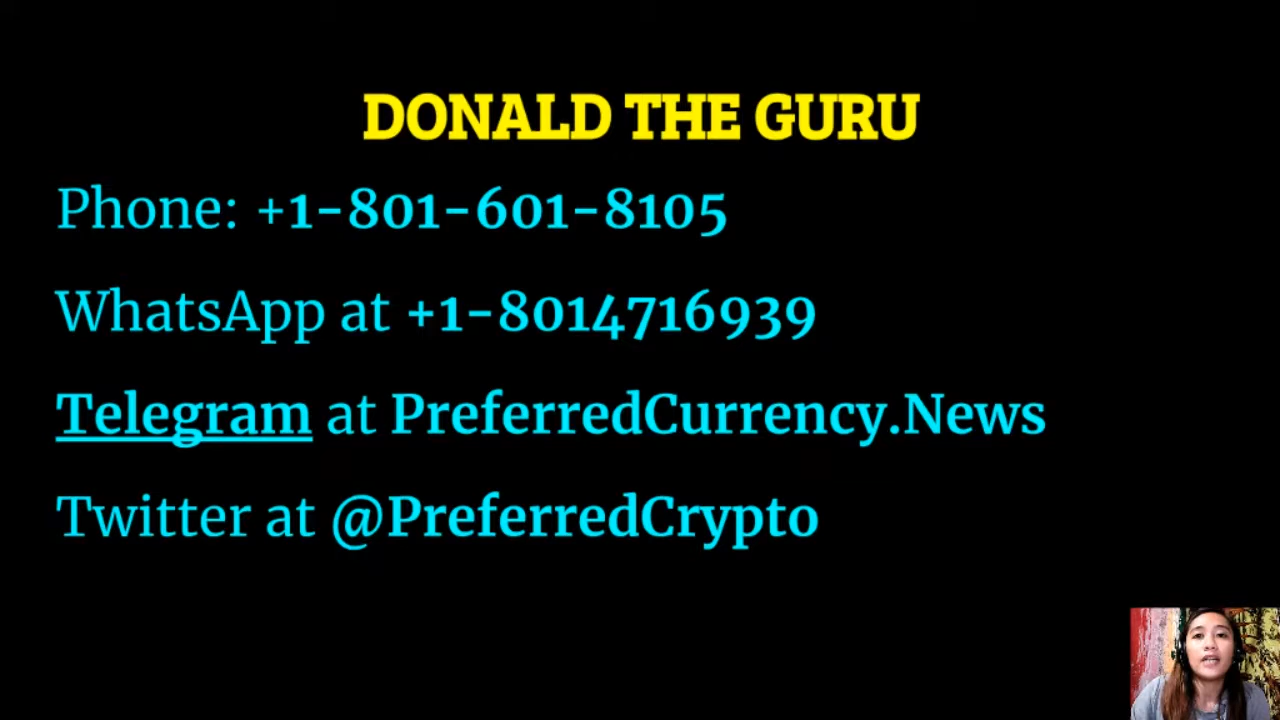 DONALD THE GURU
Phone: +1-801-601-8105
WhatsApp at +1-8014716939
Telegram at PreferredCurrency.News
Twitter at @PreferredCrypto